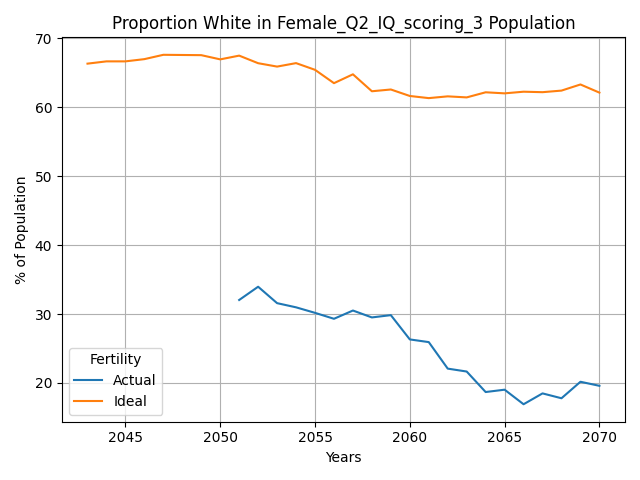 Proportion White in Female_Q2_IQ_scoring_3 Population
% of Population
70
60
50
40
30
20
Fertility
Actual
Ideal
2045
2050
2055
2060
2065
2070
Years